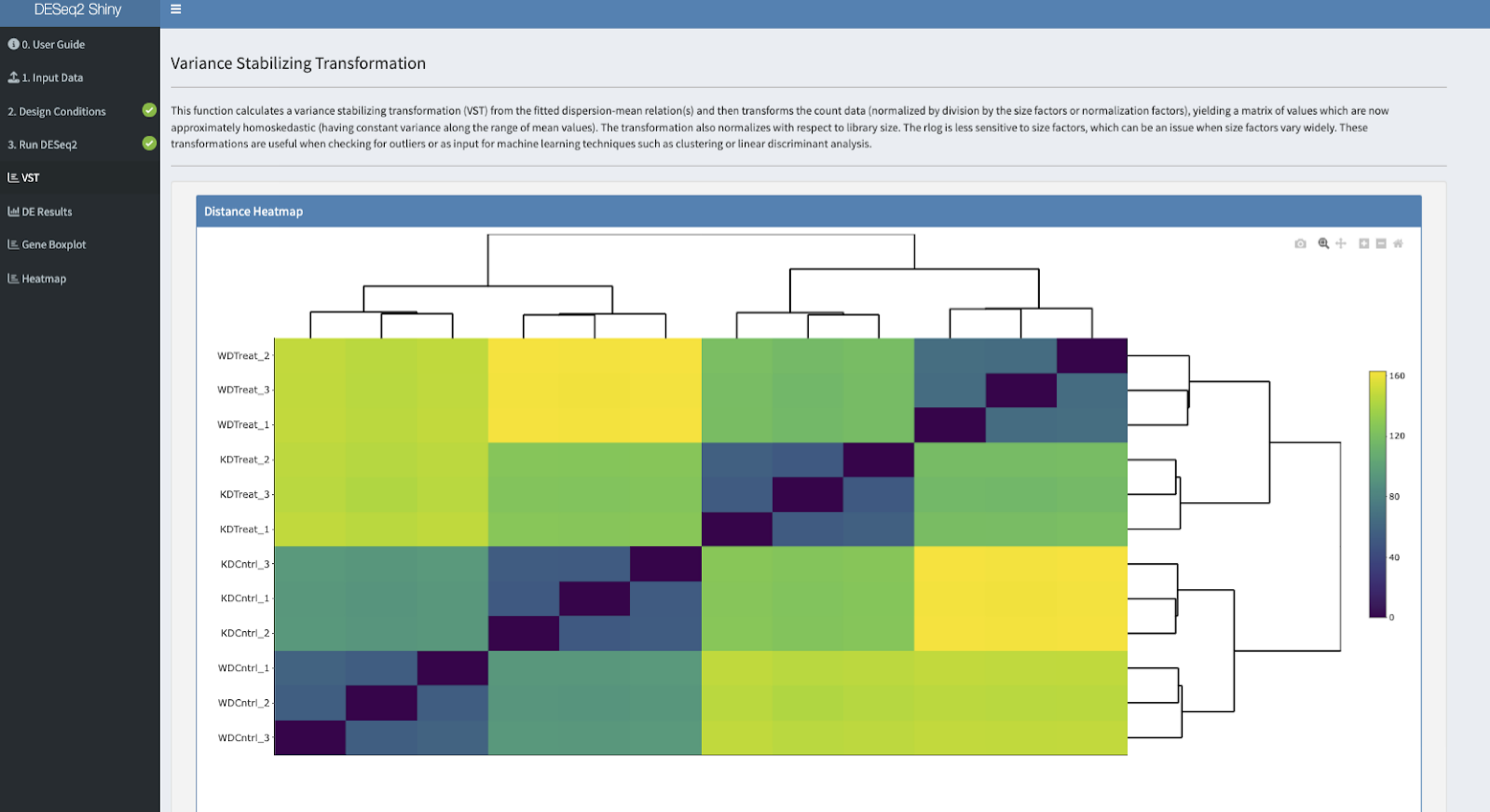 DESeq2 Shiny
0. User Guide
1. Input Data
2. Design Conditions
3. Run DESeq2
VST
DE Results
Gene Boxplot
Heatmap
Variance Stabilizing Transformation
This function calculates a variance stabilizing transformation (VST) from the fitted dispersion-mean relation(s) and then transforms the count data (normalized by division by the size factors or normalization factors), yielding a matrix of values which are now
approximately homoskedastic (having constant variance along the range of mean values). The transformation also normalizes with respect to library size. The rlog is less sensitive to size factors, which can be an issue when size factors vary widely. These
transformations are useful when checking for outliers or as input for machine learning techniques such as clustering or linear discriminant analysis.
Distance Heatmap
WDTreat_2
WDTreat_3
WDTreat_1
KDTreat_2
KDTreat_3
KDTreat_1
KDCntrl_3
KDCntrl_1
KDCntrl_2
WDCntrl_1
WDCntrl_2
WDCntrl_3
160
120
80
40
0